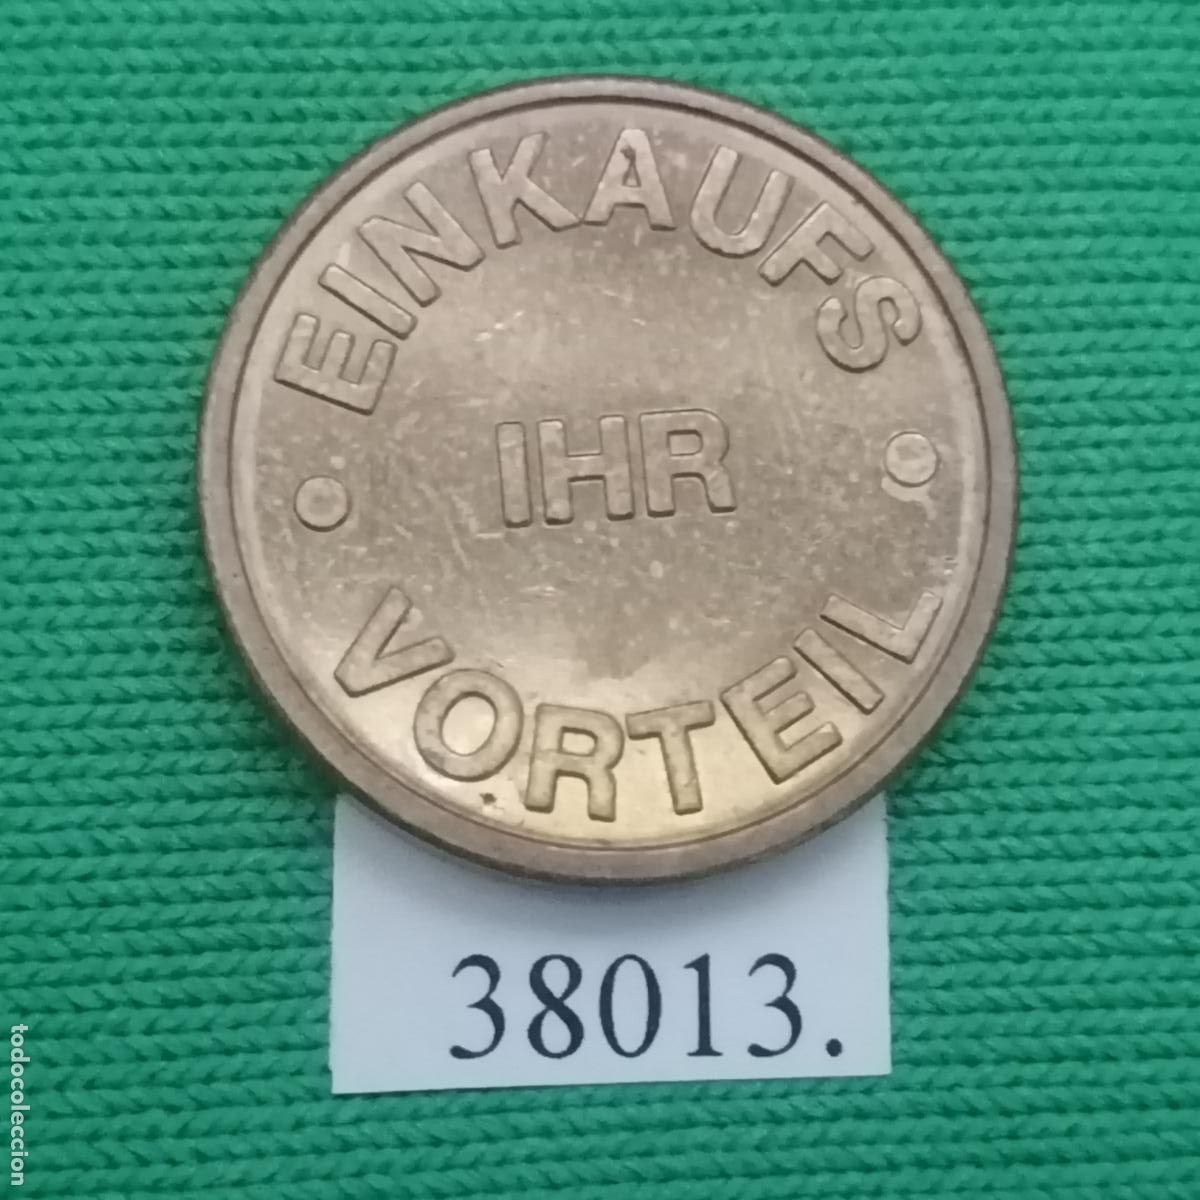 EINKAUFS
IHR
VORTEIL
38013.
todocoleccion